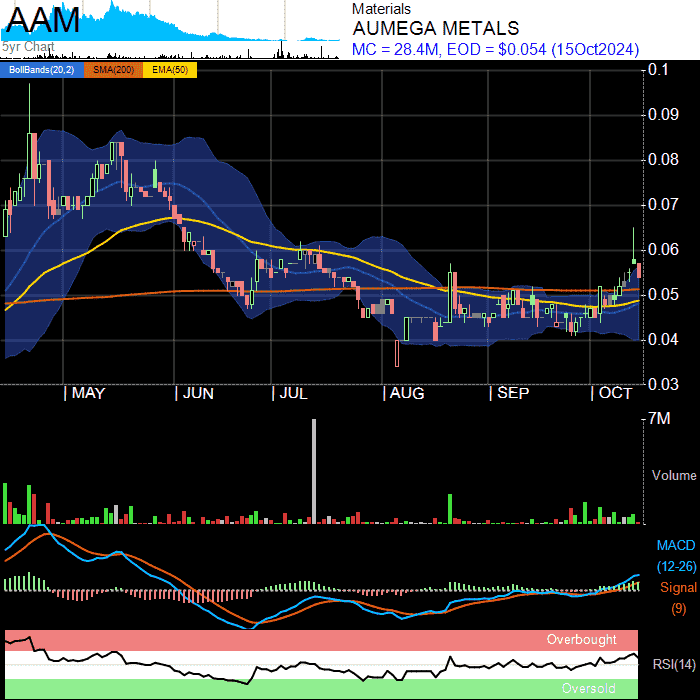 AAM
5yr Chart
Materials
AUMEGA METALS
MC = 28.4M, EOD = $0.054 (15Oct2024)
BollBands(20,2) SMA(200) EMA(50)
0.1
0.09
0.08
0.07
0.06
0.05
0.04
0.03
| MAY | JUN | JUL | AUG | SEP | OCT
7M
Volume
MACD
(12-26)
Signal
(9)
Overbought
RSI(14)
Oversold